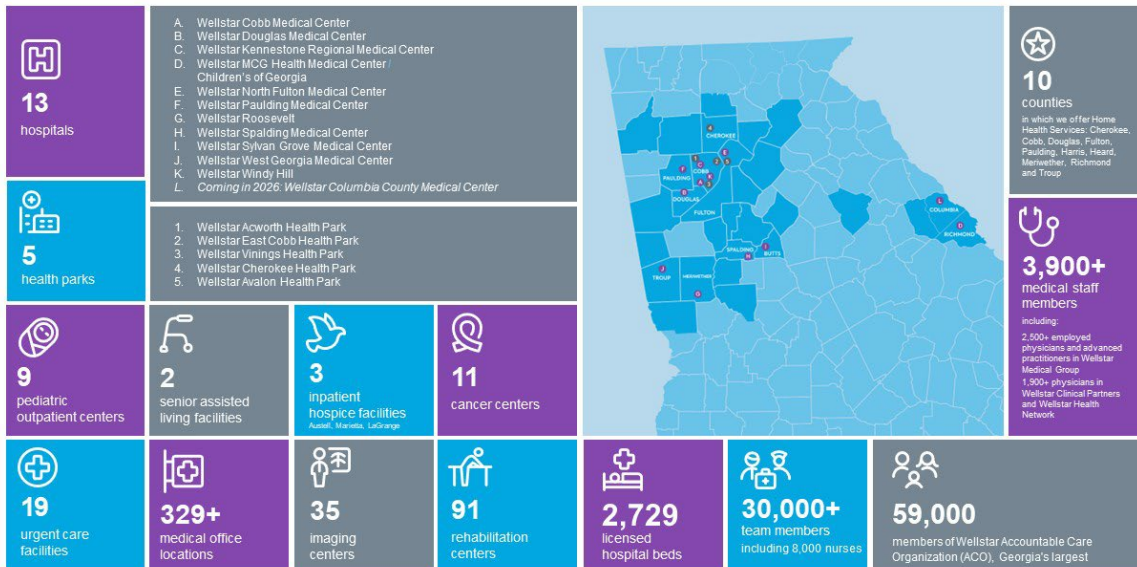 13
hospitals
A. Wellstar Cobb Medical Center
B. Wellstar Douglas Medical Center
C. Wellstar Kennestone Regional Medical Center
D. Wellstar MCG Health Medical Center /
Children's of Georgia
E. Wellstar North Fulton Medical Center
F. Wellstar Paulding Medical Center
G. Wellstar Roosevelt
H. Wellstar Spalding Medical Center
I. Wellstar Sylvan Grove Medical Center
J. Wellstar West Georgia Medical Center
K. Wellstar Windy Hill
L. Coming in 2026: Wellstar Columbia County Medical Center
5
health parks
1. Wellstar Acworth Health Park
2. Wellstar East Cobb Health Park
3. Wellstar Vinings Health Park
4. Wellstar Cherokee Health Park
5. Wellstar Avalon Health Park
4
CHEROKEE
E
1
C
2
5
F
COBB
K
PAULDING
A
3
B
DOUGLAS
FULTON
L
COLUMBIA
D
RICHMOND
SPALDING
I
BUTTS
H
J
TROUP
MERIWETHER
G
10
counties
in which we offer Home
Health Services: Cherokee,
Cobb, Douglas, Fulton,
Paulding, Harris, Heard,
Meriwether, Richmond
and Troup
3,900+
medical staff
members
including:
2,500+ employed
physicians and advanced
practitioners in Wellstar
Medical Group
1,900+ physicians in
Wellstar Clinical Partners
and Wellstar Health
Network
9
pediatric
outpatient centers
2
senior assisted
living facilities
3
inpatient
hospice facilities
Austell, Marietta, LaGrange
11
cancer centers
19
urgent care
facilities
329+
medical office
locations
35
imaging
centers
91
rehabilitation
centers
2,729
licensed
hospital beds
30,000+
team members
including 8,000 nurses
59,000
members of Wellstar Accountable Care
Organization (ACO), Georgia's largest